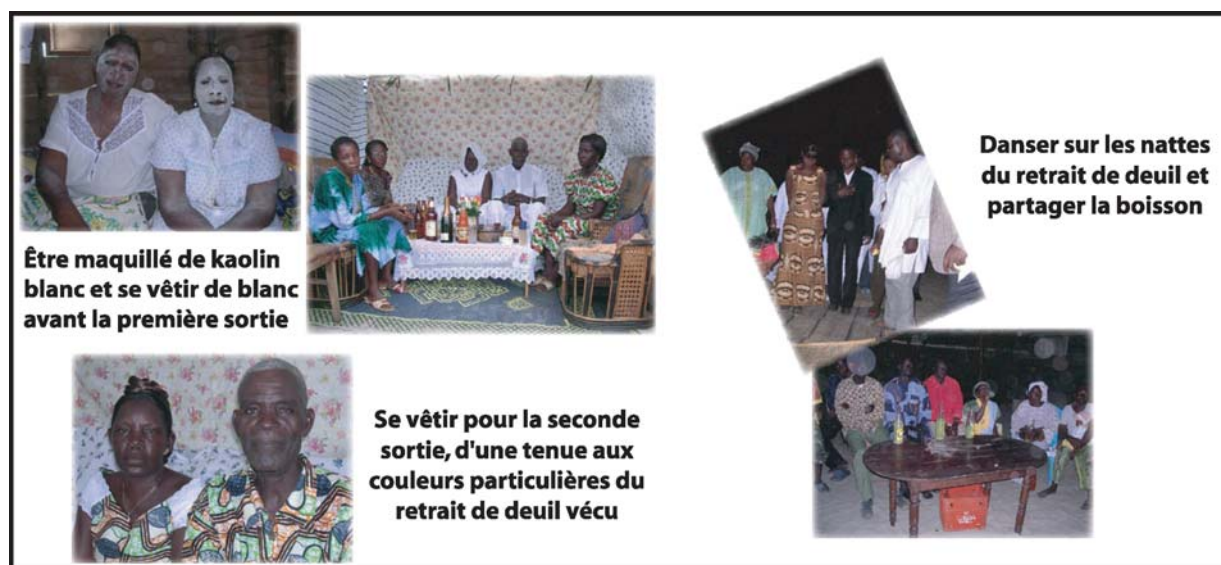 Être maquillé de kaolin
blanc et se vêtir de blanc
avant la première sortie
Danser sur les nattes
du retrait de deuil et
partager la boisson
Se vêtir pour la seconde
sortie, d'une tenue aux
couleurs particulières du
retrait de deuil vécu